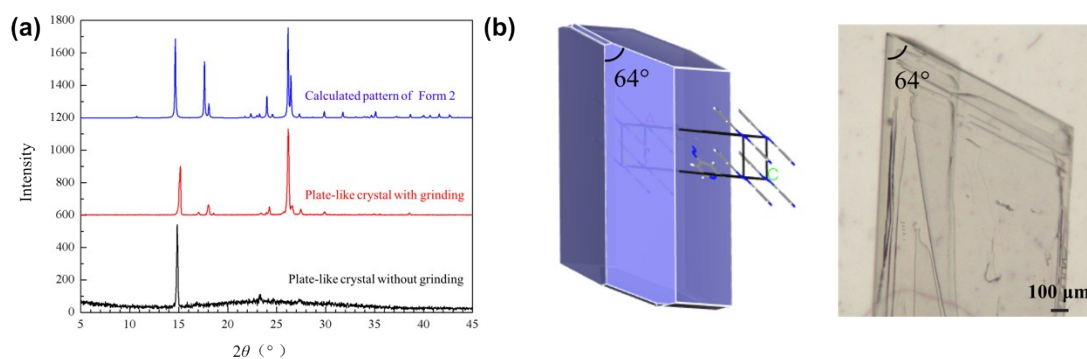 (a)
1800
1600
1400
1200
1000
800
600
400
200
0
Intensity
Calculated pattern of Form 2
Plate-like crystal with grinding
Plate-like crystal without grinding
5 10 15 20 25 30 35 40 45
2θ（°）
(b)
64°
C
64°
100 μm